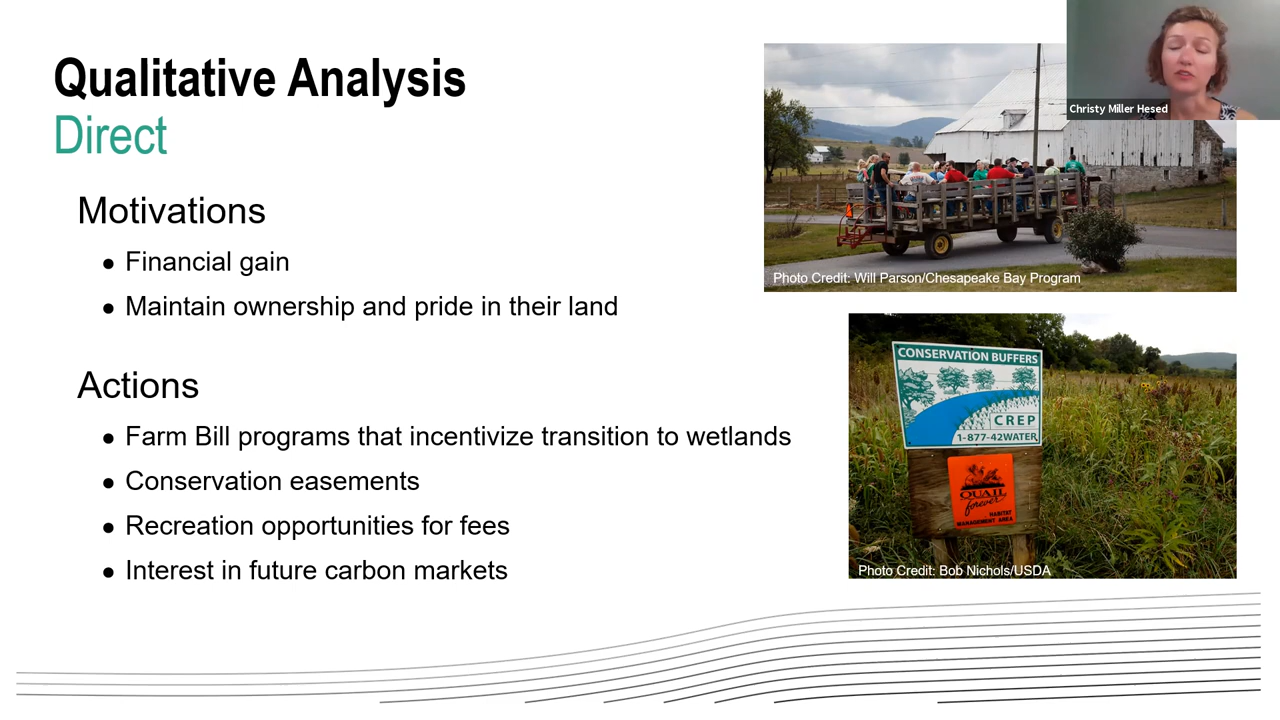 Qualitative Analysis
Direct
Motivations
● Financial gain
● Maintain ownership and pride in their land
Actions
● Farm Bill programs that incentivize transition to wetlands
● Conservation easements
● Recreation opportunities for fees
● Interest in future carbon markets
Christy Miller Hesed
Photo Credit: Will Parson/Chesapeake Bay Program
CONSERVATION BUFFERS
CREP
1-877-42WATER
QUAIL
forever
HABITAT
MANAGEMENT AREA
Photo Credit: Bob Nichols/USDA